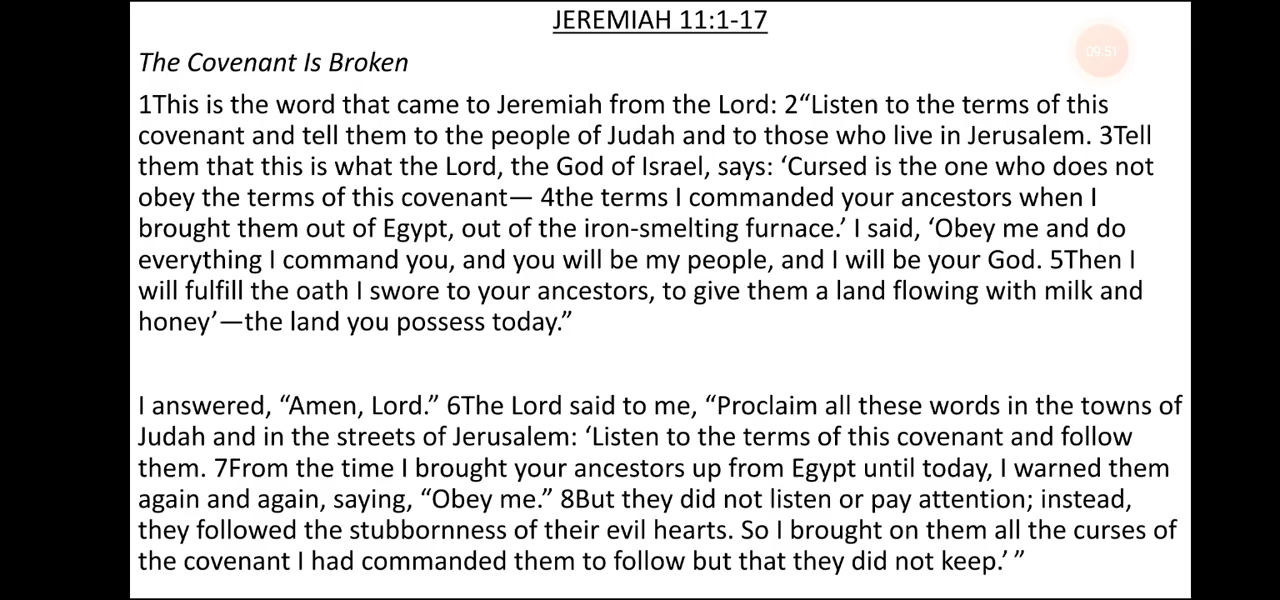 JEREMIAH 11:1-17
09:51
The Covenant Is Broken
1This is the word that came to Jeremiah from the Lord: 2“Listen to the terms of this
covenant and tell them to the people of Judah and to those who live in Jerusalem. 3Tell
them that this is what the Lord, the God of Israel, says: ‘Cursed is the one who does not
obey the terms of this covenant— 4the terms I commanded your ancestors when I
brought them out of Egypt, out of the iron-smelting furnace.’ I said, ‘Obey me and do
everything I command you, and you will be my people, and I will be your God. 5Then I
will fulfill the oath I swore to your ancestors, to give them a land flowing with milk and
honey’—the land you possess today.”
I answered, “Amen, Lord.” 6The Lord said to me, “Proclaim all these words in the towns of
Judah and in the streets of Jerusalem: ‘Listen to the terms of this covenant and follow
them. 7From the time I brought your ancestors up from Egypt until today, I warned them
again and again, saying, “Obey me.” 8But they did not listen or pay attention; instead,
they followed the stubbornness of their evil hearts. So I brought on them all the curses of
the covenant I had commanded them to follow but that they did not keep.’ ”